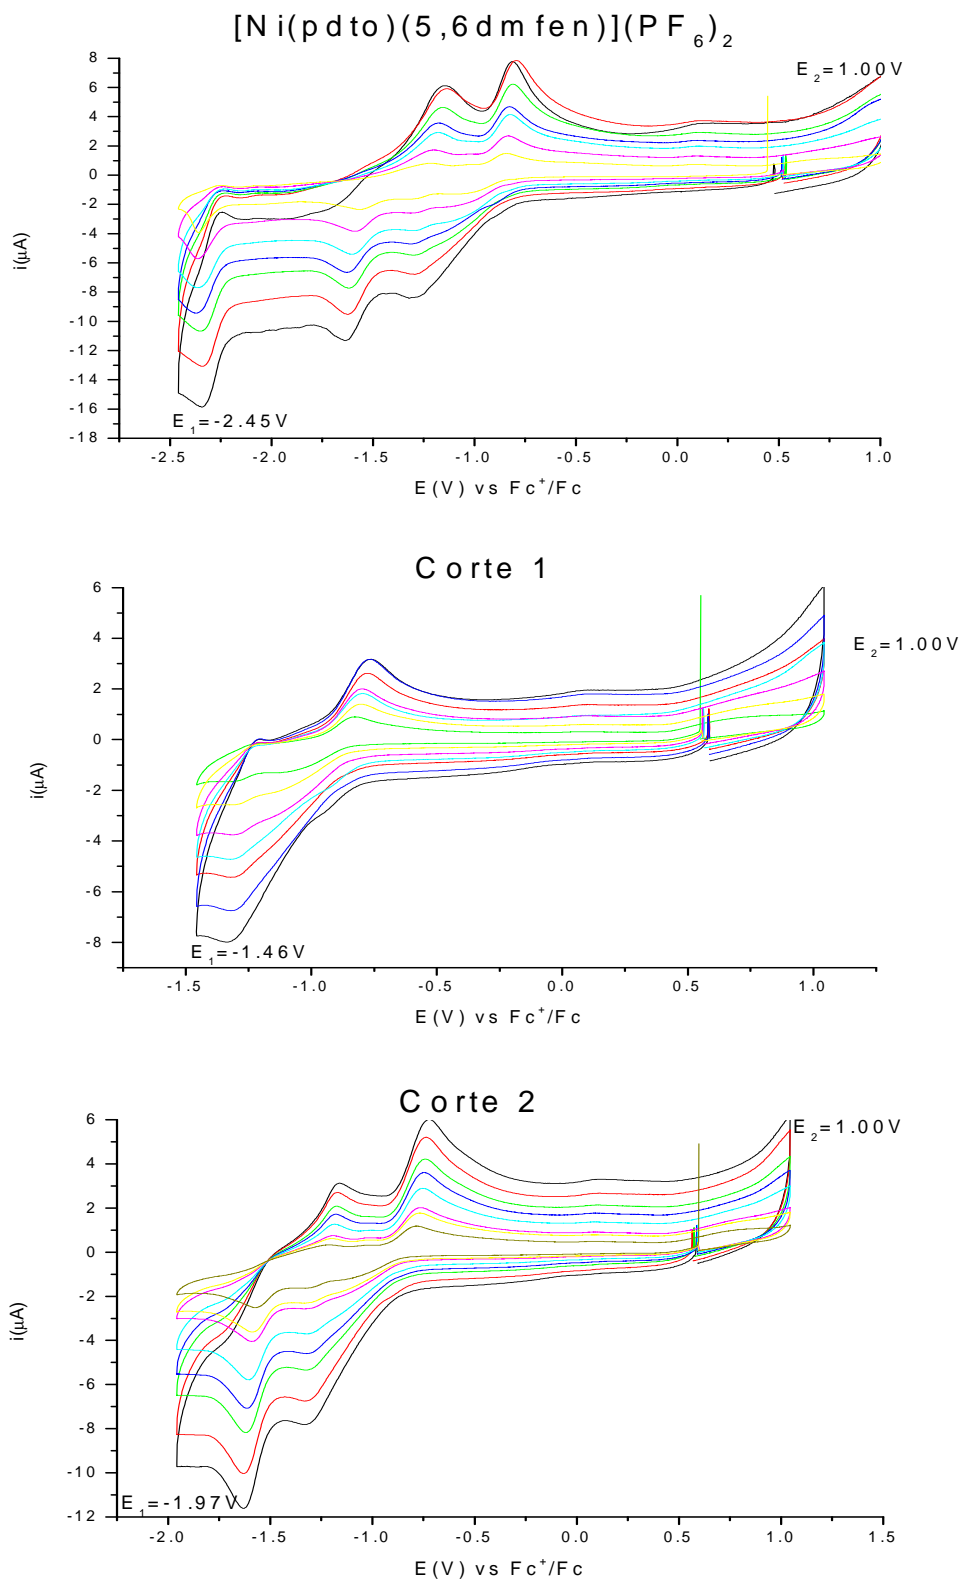 [Ni(pdto)(5,6dmfen)](PF6)2
8
6
4
2
0
-2
-4
-6
-8
-10
-12
-14
-16
-18
i(μA)
E2=1.00V
E1=-2.45V
-2.5 -2.0 -1.5 -1.0 -0.5 0.0 0.5 1.0
E(V) vs Fc+/Fc
Corte 1
6
4
2
0
-2
-4
-6
-8
i(μA)
E2=1.00V
E1=-1.46V
-1.5 -1.0 -0.5 0.0 0.5 1.0
E(V) vs Fc+/Fc
Corte 2
6
4
2
0
-2
-4
-6
-8
-10
-12
i(μA)
E2=1.00V
E1=-1.97V
-2.0 -1.5 -1.0 -0.5 0.0 0.5 1.0 1.5
E(V) vs Fc+/Fc